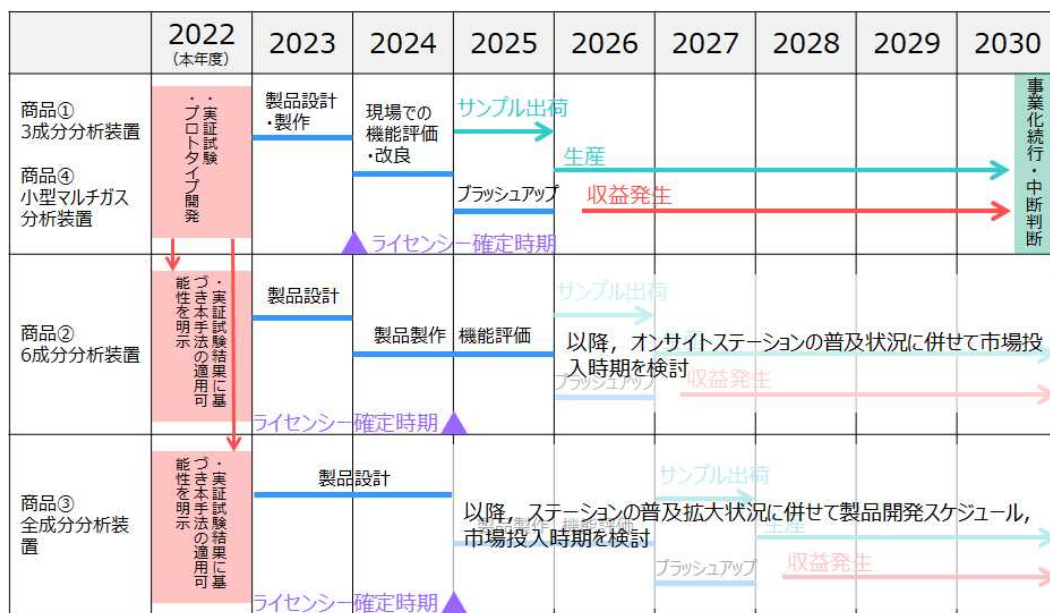 2022
(本年度)
2023
2024
2025
2026
2027
2028
2029
2030
商品①
3成分分析装置
商品④
小型マルチガス
分析装置
・実証試験
・プロトタイプ開発
製品設計
・製作
現場での
機能評価
・改良
サンプル出荷
生産
ブラッシュアップ
収益発生
ライセンシー確定時期
事業化続行・中断判断
商品②
6成分分析装置
・実証試験結果に基
づき本手法の適用可
能性を明示
製品設計
製品製作
機能評価
サンプル出荷
以降，オンサイトステーションの普及状況に併せて市場投
入時期を検討
ブラッシュアップ
収益発生
ライセンシー確定時期
商品③
全成分分析装
置
・実証試験結果に基
づき本手法の適用可
能性を明示
製品設計
サンプル出荷
以降，ステーションの普及拡大状況に併せて製品開発スケジュール，
市場投入時期を検討
製品製作
機能評価
生産
ブラッシュアップ
収益発生
ライセンシー確定時期